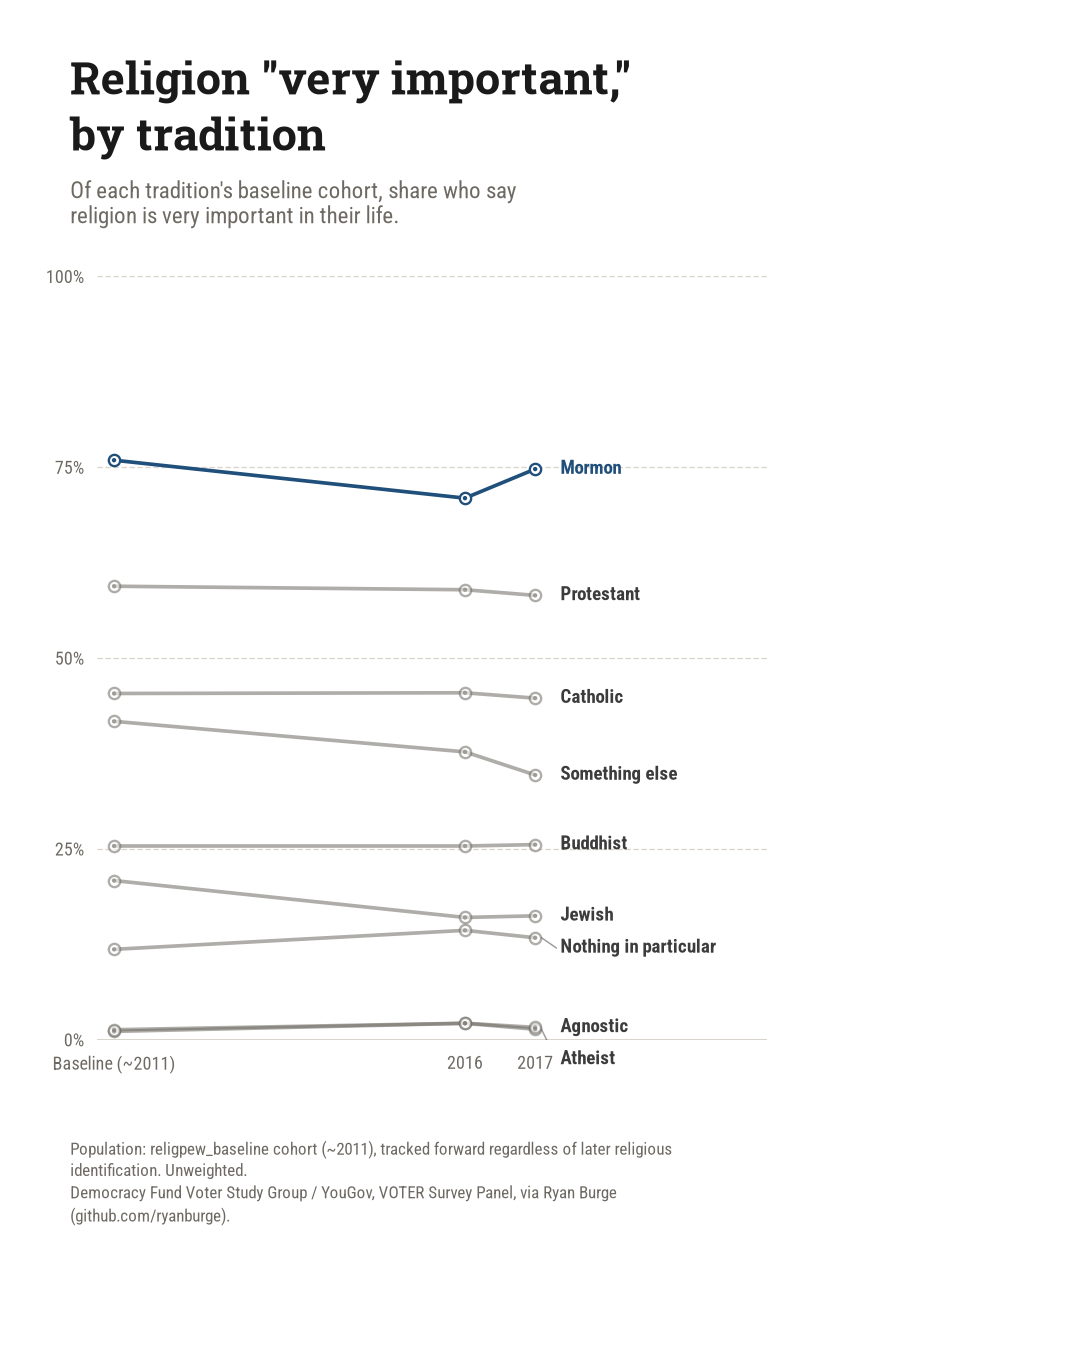 Religion "very important,"
by tradition
Of each tradition's baseline cohort, share who say
religion is very important in their life.
100%
75%
Mormon
Protestant
50%
Catholic
Something else
25%
Buddhist
Jewish
Nothing in particular
Agnostic
0%
Atheist
Baseline (~2011)
2016
2017
Population: religpew_baseline cohort (~2011), tracked forward regardless of later religious
identification. Unweighted.
Democracy Fund Voter Study Group / YouGov, VOTER Survey Panel, via Ryan Burge
(github.com/ryanburge).